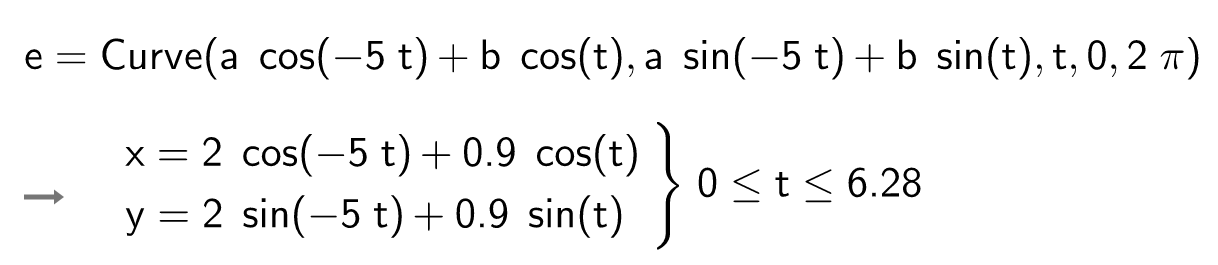 e = Curve(a cos(−5 t) + b cos(t), a sin(−5 t) + b sin(t), t, 0, 2 π)
→ x = 2 cos(−5 t) + 0.9 cos(t)
y = 2 sin(−5 t) + 0.9 sin(t) } 0 ≤ t ≤ 6.28